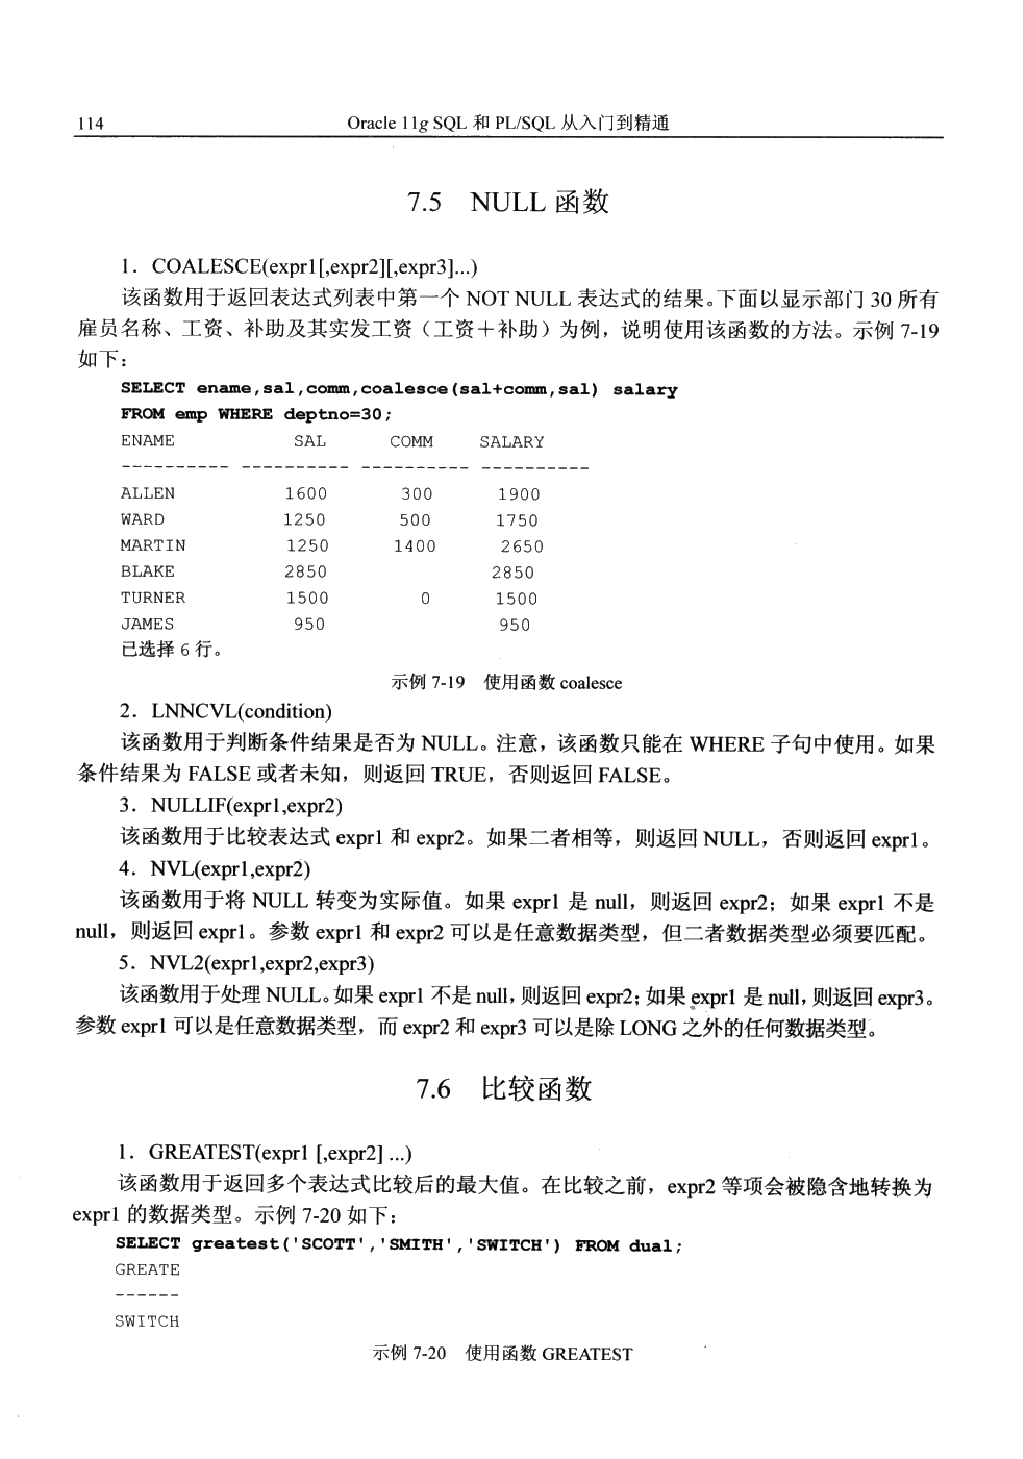 114 Oracle 11g SQL 和 PL/SQL 从入门到精通
7.5 NULL 函数
1．COALESCE(expr1[,expr2][,expr3]...)
该函数用于返回表达式列表中第一个 NOT NULL 表达式的结果。下面以显示部门 30 所有
雇员名称、工资、补助及其实发工资（工资＋补助）为例，说明使用该函数的方法。示例 7-19
如下：
SELECT ename,sal,comm,coalesce(sal+comm,sal) salary
FROM emp WHERE deptno=30;
ENAME SAL COMM SALARY
---------- ---------- ---------- ----------
ALLEN 1600 300 1900
WARD 1250 500 1750
MARTIN 1250 1400 2650
BLAKE 2850 2850
TURNER 1500 0 1500
JAMES 950 950
已选择 6 行。
示例 7-19 使用函数 coalesce
2．LNNCVL(condition)
该函数用于判断条件结果是否为 NULL。注意，该函数只能在 WHERE 子句中使用。如果
条件结果为 FALSE 或者未知，则返回 TRUE，否则返回 FALSE。
3．NULLIF(expr1,expr2)
该函数用于比较表达式 expr1 和 expr2。如果二者相等，则返回 NULL，否则返回 expr1。
4．NVL(expr1,expr2)
该函数用于将 NULL 转变为实际值。如果 expr1 是 null，则返回 expr2；如果 expr1 不是
null，则返回 expr1。参数 expr1 和 expr2 可以是任意数据类型，但二者数据类型必须要匹配。
5．NVL2(expr1,expr2,expr3)
该函数用于处理 NULL。如果 expr1 不是 null，则返回 expr2；如果 expr1 是 null，则返回 expr3。
参数 expr1 可以是任意数据类型，而 expr2 和 expr3 可以是除 LONG 之外的任何数据类型。
7.6 比较函数
1．GREATEST(expr1 [,expr2] ...)
该函数用于返回多个表达式比较后的最大值。在比较之前，expr2 等项会被隐含地转换为
expr1 的数据类型。示例 7-20 如下：
SELECT greatest('SCOTT','SMITH','SWITCH') FROM dual;
GREATE
------
SWITCH
示例 7-20 使用函数 GREATEST